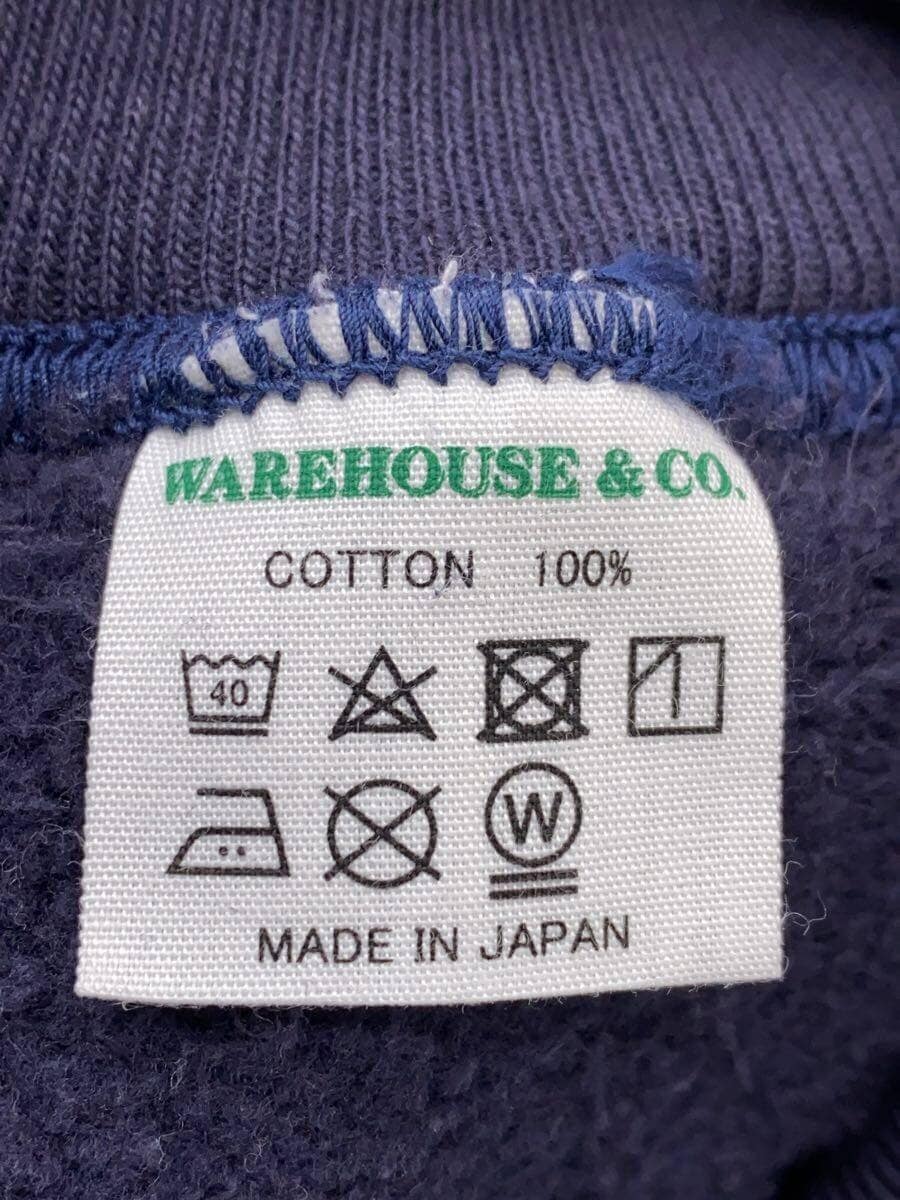 WAREHOUSE & CO.
COTTON 100%
40
W
MADE IN JAPAN